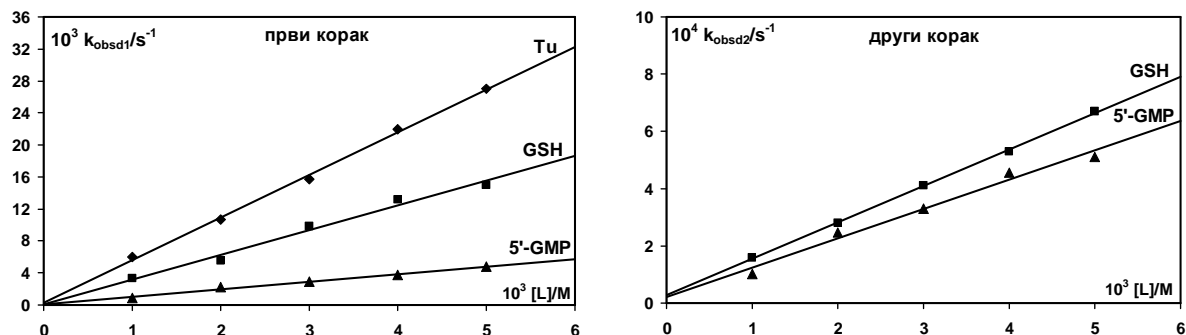 10³ k_obsd1/s⁻¹
први корак
36
32
28
24
20
16
12
8
4
0
Tu
GSH
5'-GMP
10³ [L]/M
0 1 2 3 4 5 6
10⁴ k_obsd2/s⁻¹
други корак
10
8
6
4
2
0
GSH
5'-GMP
10³ [L]/M
0 1 2 3 4 5 6